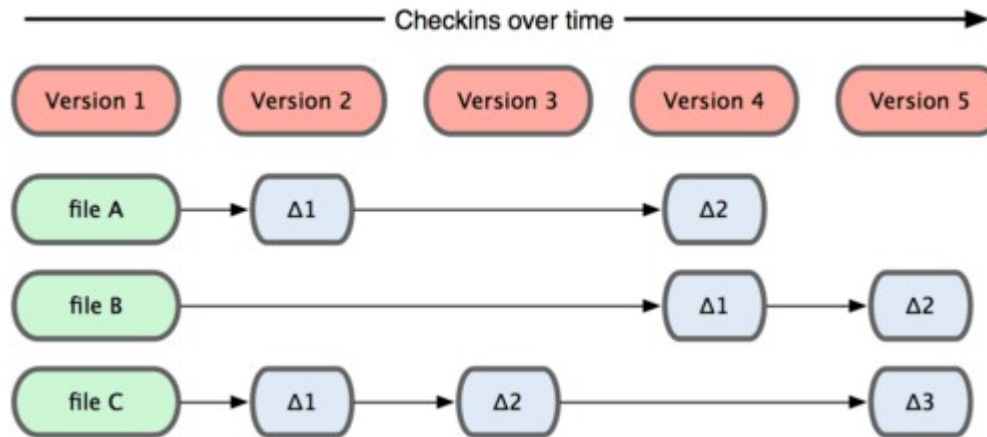 Checkins over time
Version 1 Version 2 Version 3 Version 4 Version 5
file A Δ1 Δ2
file B Δ1 Δ2
file C Δ1 Δ2 Δ3